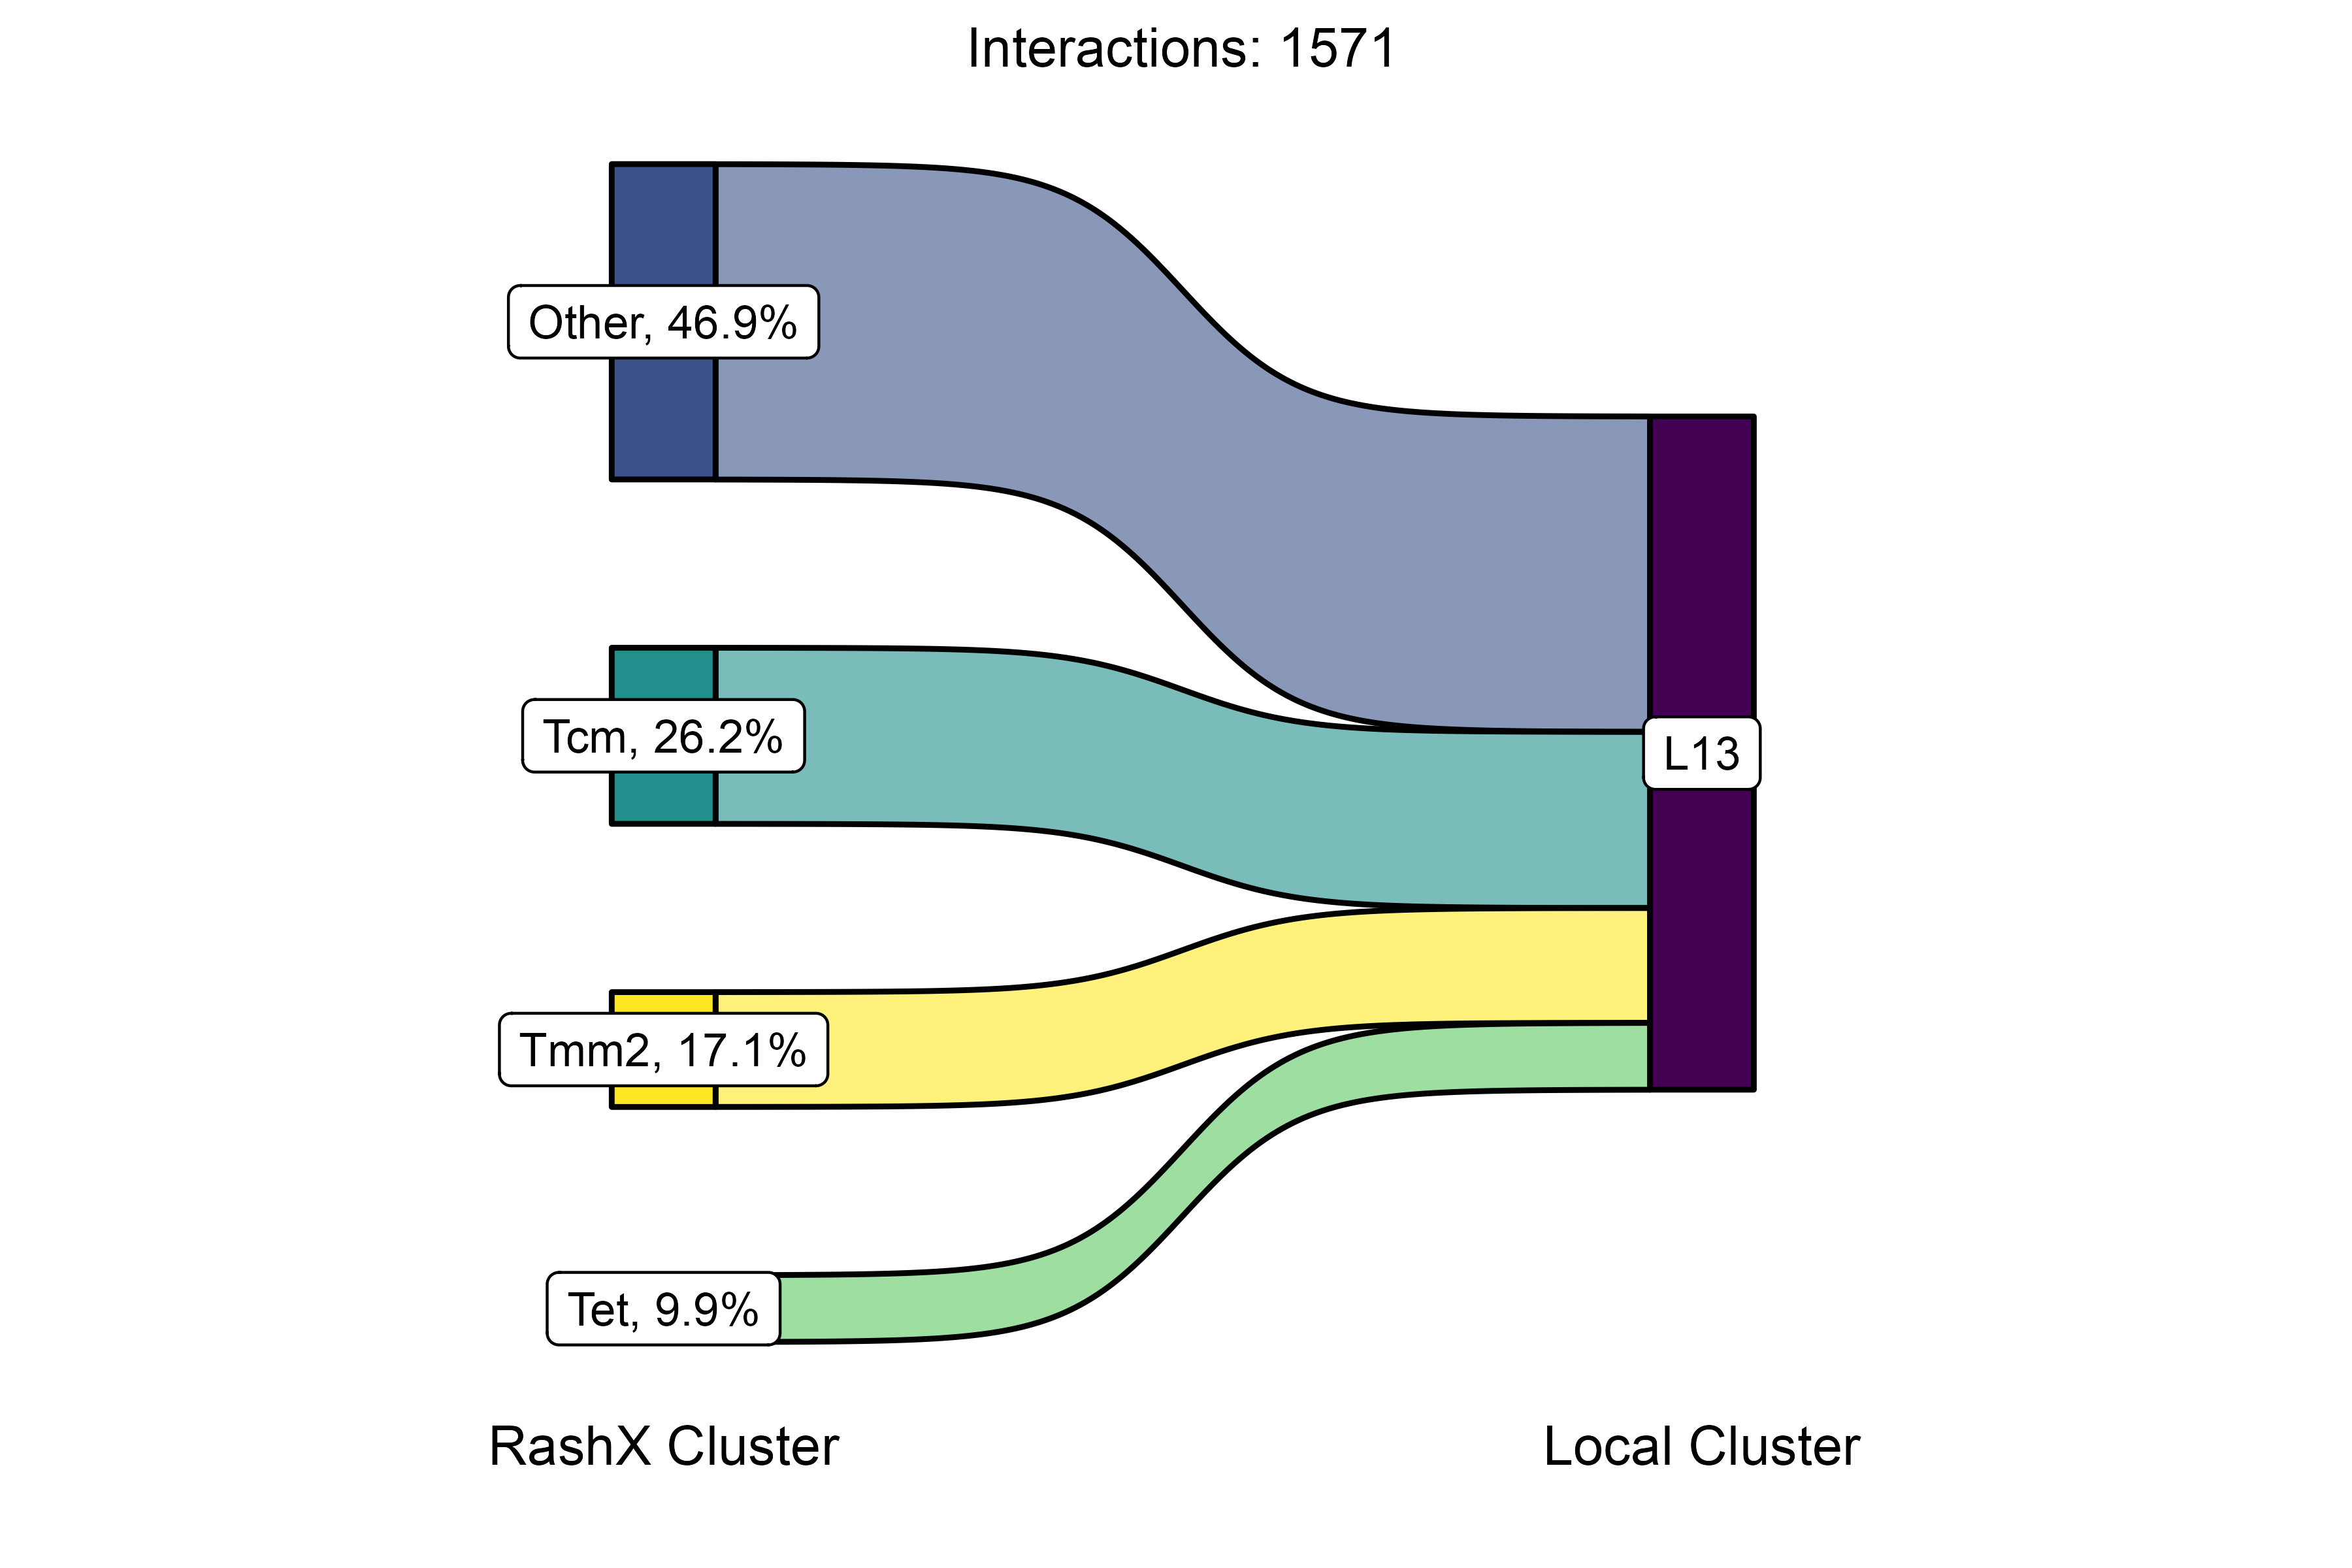 Interactions: 1571
Other, 46.9%
Tcm, 26.2%
L13
Tmm2, 17.1%
Tet, 9.9%
RashX Cluster
Local Cluster